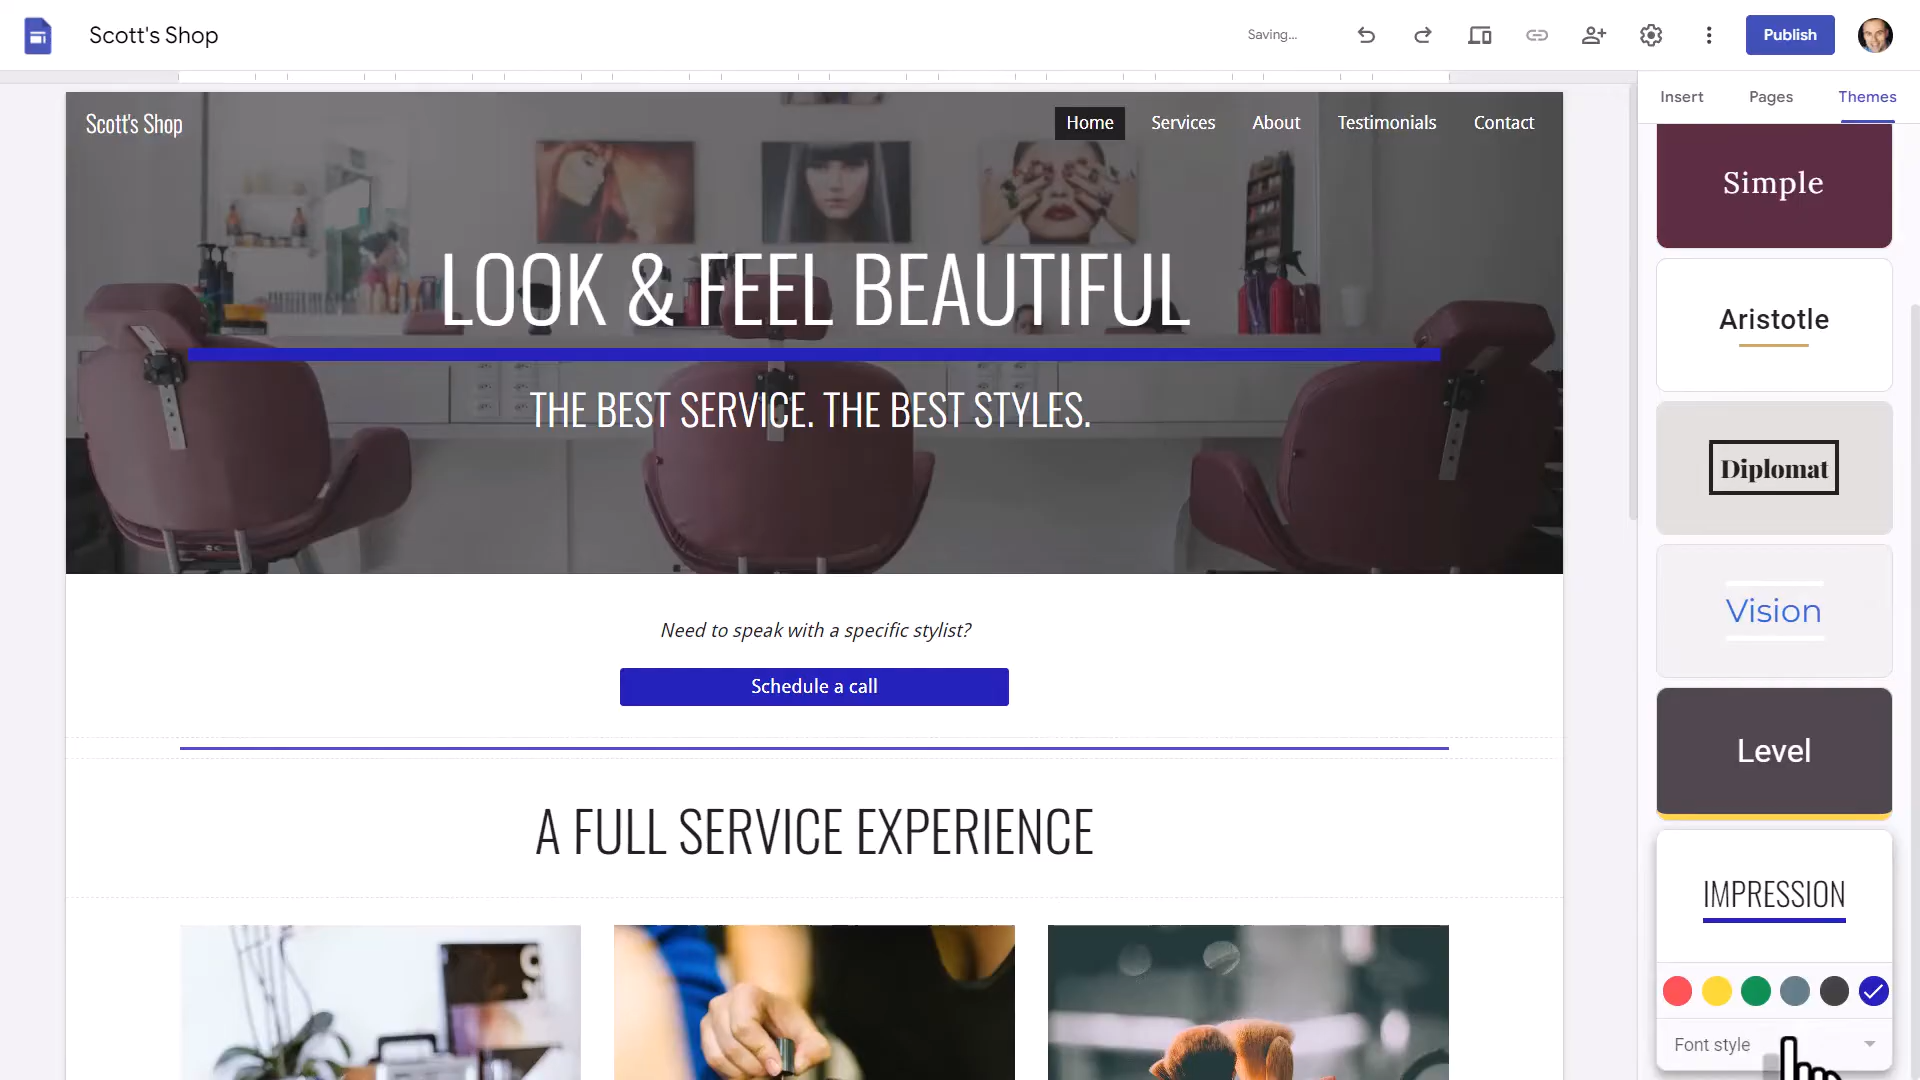 Scott's Shop
Saving...
Publish
Insert
Pages
Themes
Scott's Shop
Home
Services
About
Testimonials
Contact
LOOK & FEEL BEAUTIFUL
THE BEST SERVICE. THE BEST STYLES.
Need to speak with a specific stylist?
Schedule a call
A FULL SERVICE EXPERIENCE
Simple
Aristotle
Diplomat
Vision
Level
IMPRESSION
Font style